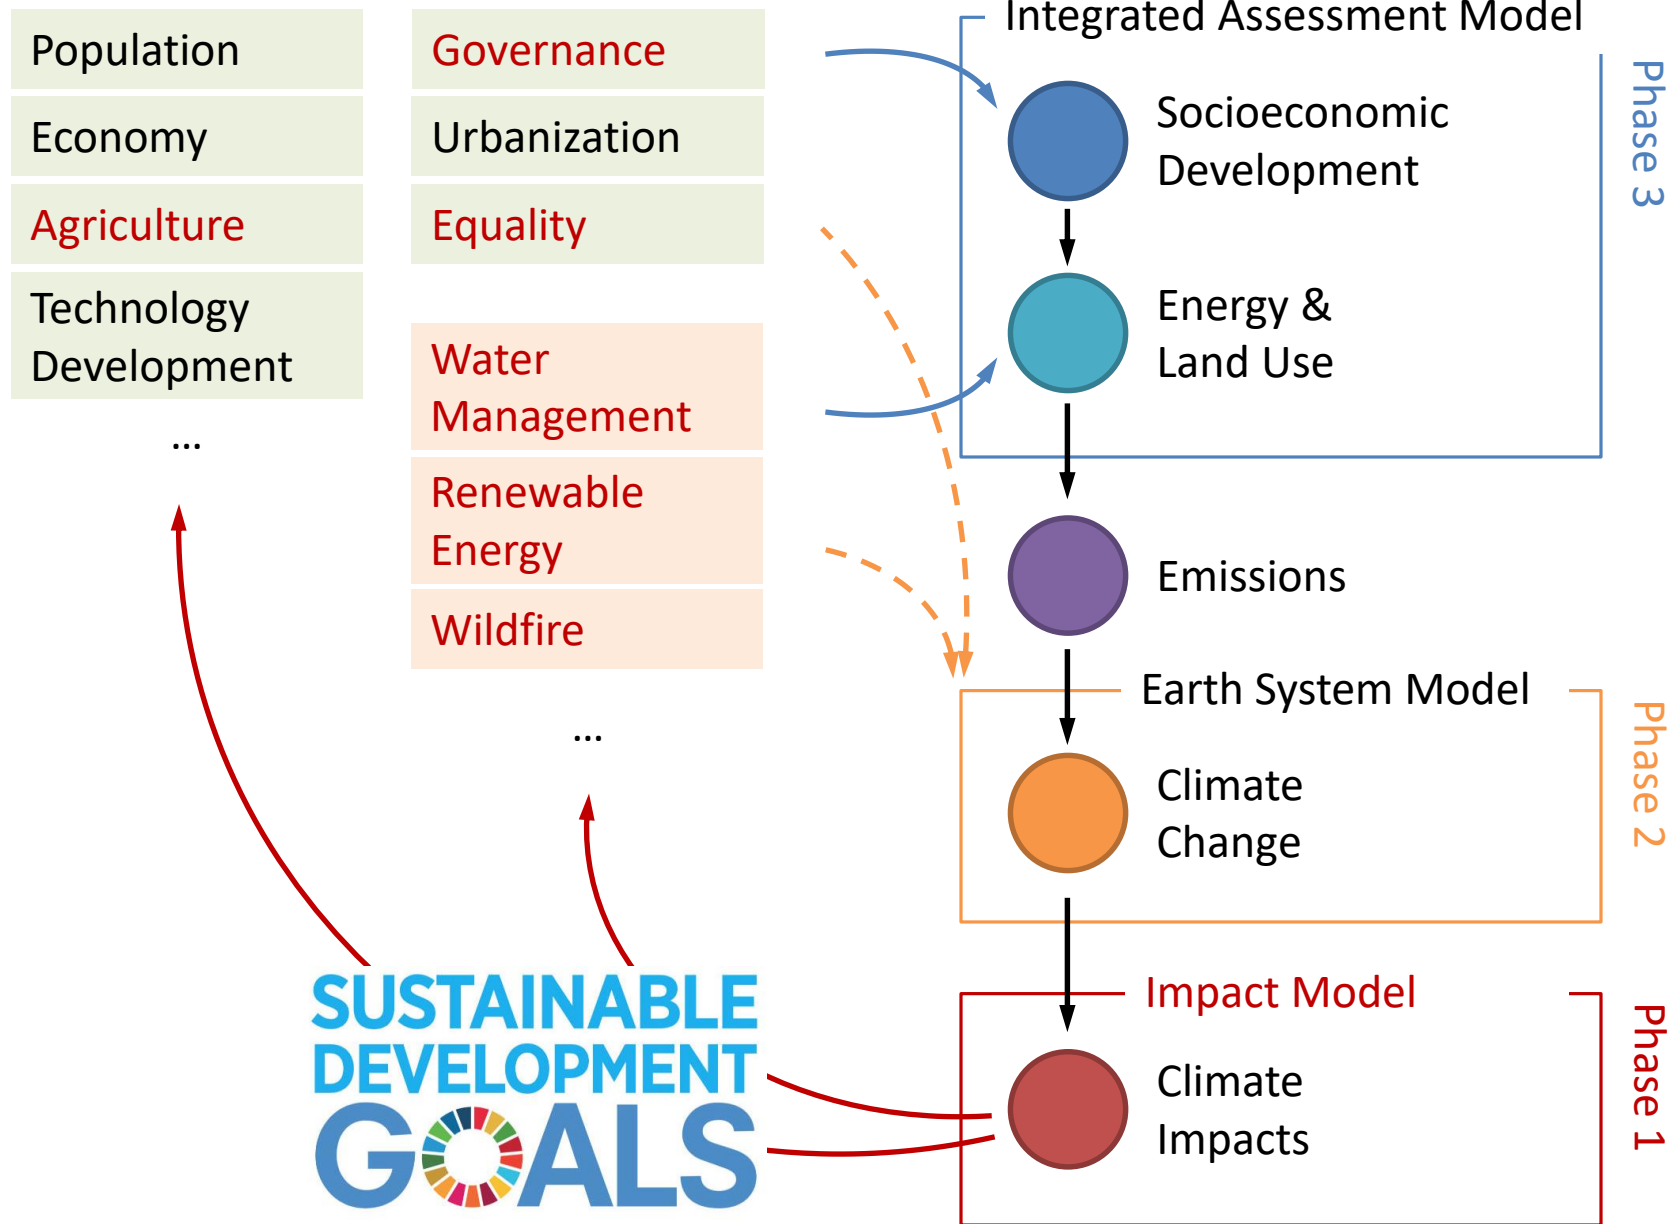 Population
Economy
Agriculture
Technology
Development
...
Governance
Urbanization
Equality
Water
Management
Renewable
Energy
Wildfire
...
Integrated Assessment Model
Socioeconomic
Development
Energy &
Land Use
Phase 3
Emissions
Earth System Model
Climate
Change
Phase 2
Impact Model
Climate
Impacts
Phase 1
SUSTAINABLE
DEVELOPMENT
GOALS